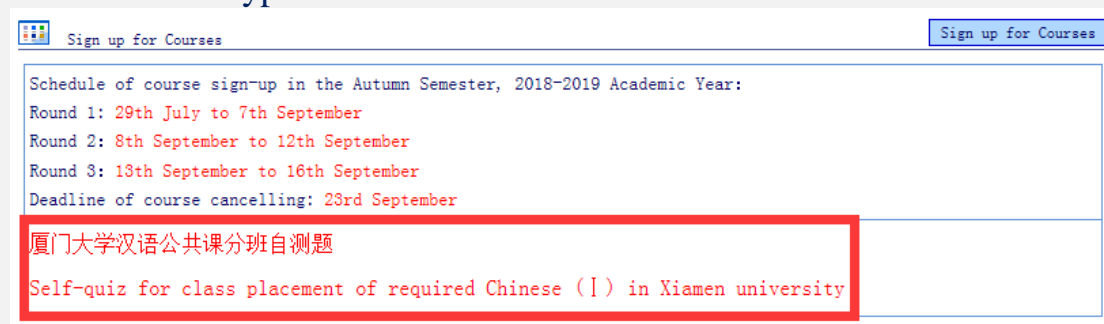 Sign up for Courses
Sign up for Courses
Schedule of course sign-up in the Autumn Semester, 2018-2019 Academic Year:
Round 1: 29th July to 7th September
Round 2: 8th September to 12th September
Round 3: 13th September to 16th September
Deadline of course cancelling: 23rd September
厦门大学汉语公共课分班自测题
Self-quiz for class placement of required Chinese (Ⅰ) in Xiamen university